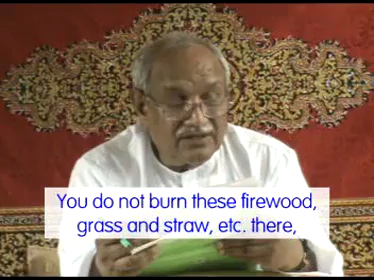 You do not burn these firewood,
grass and straw, etc. there,